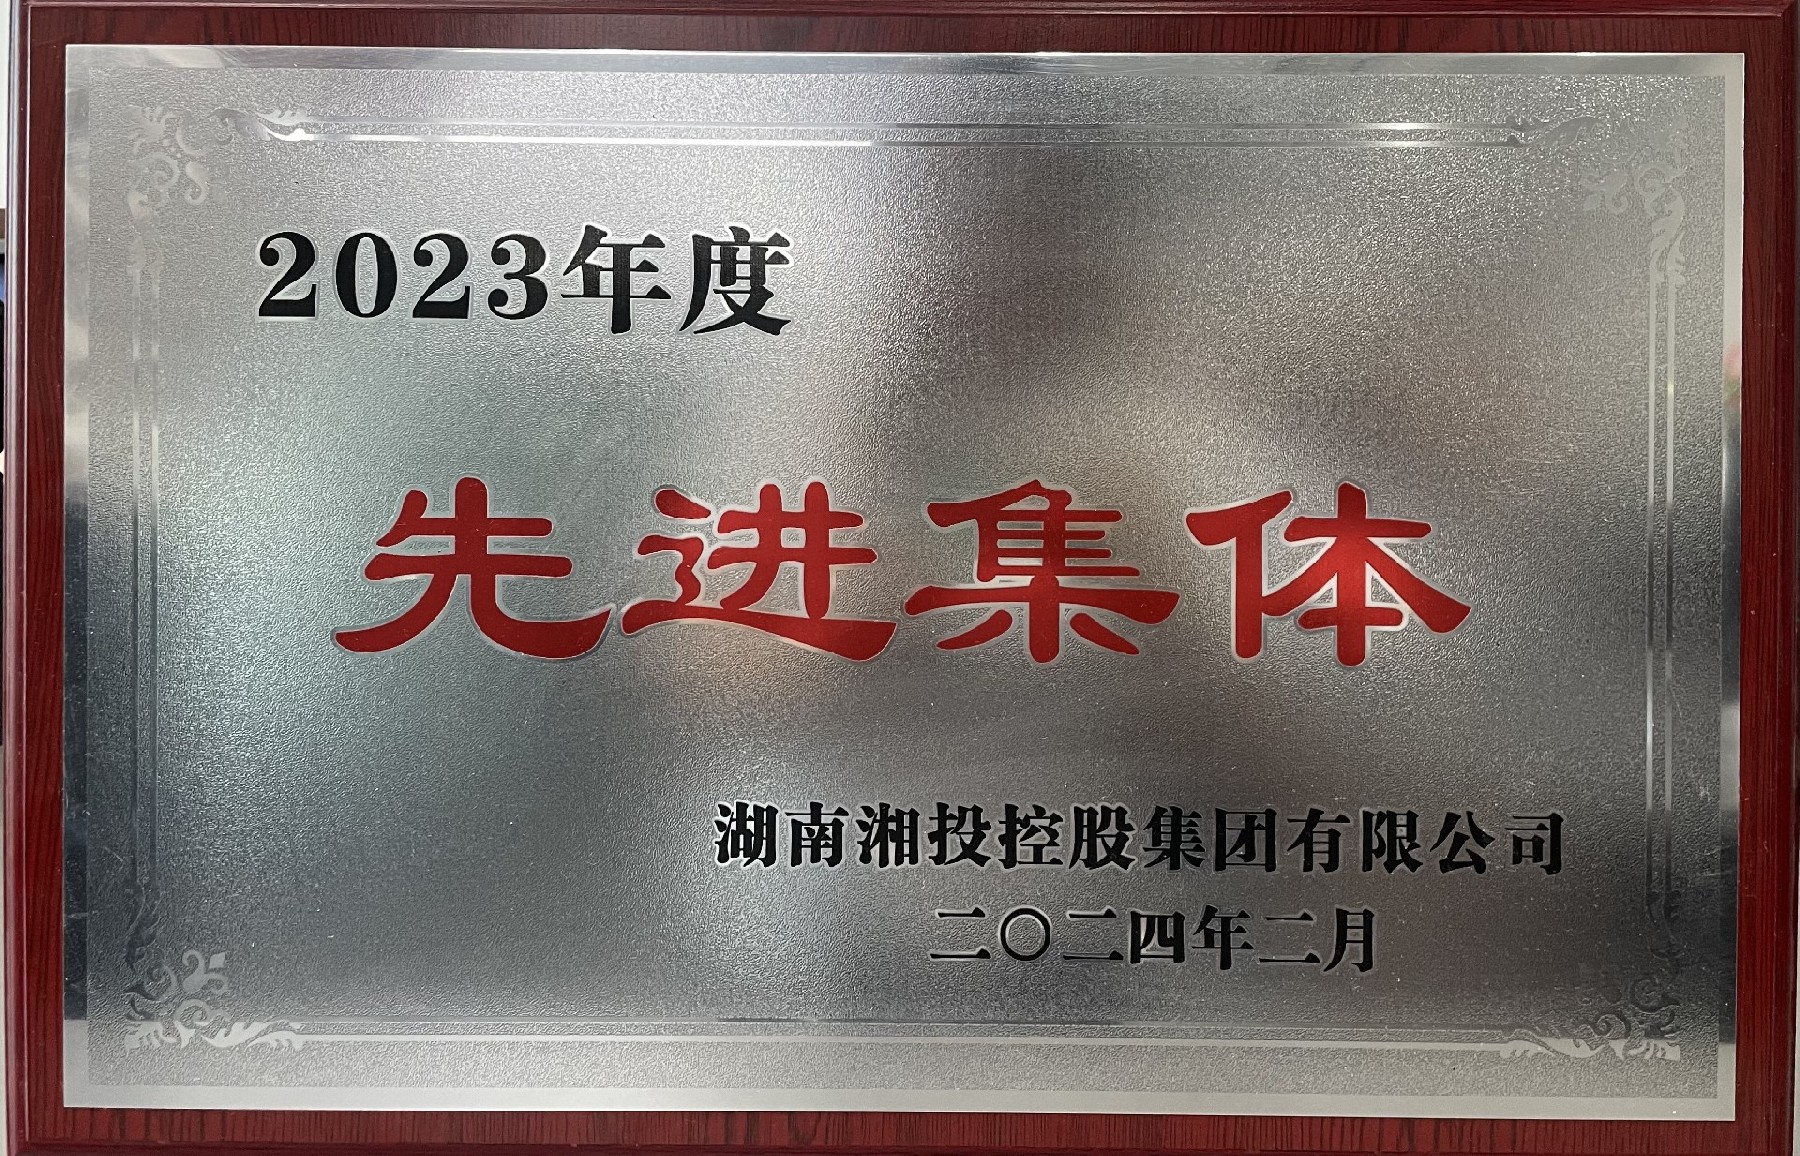 2023年度
先进集体
湖南湘投控股集团有限公司
二〇二四年二月